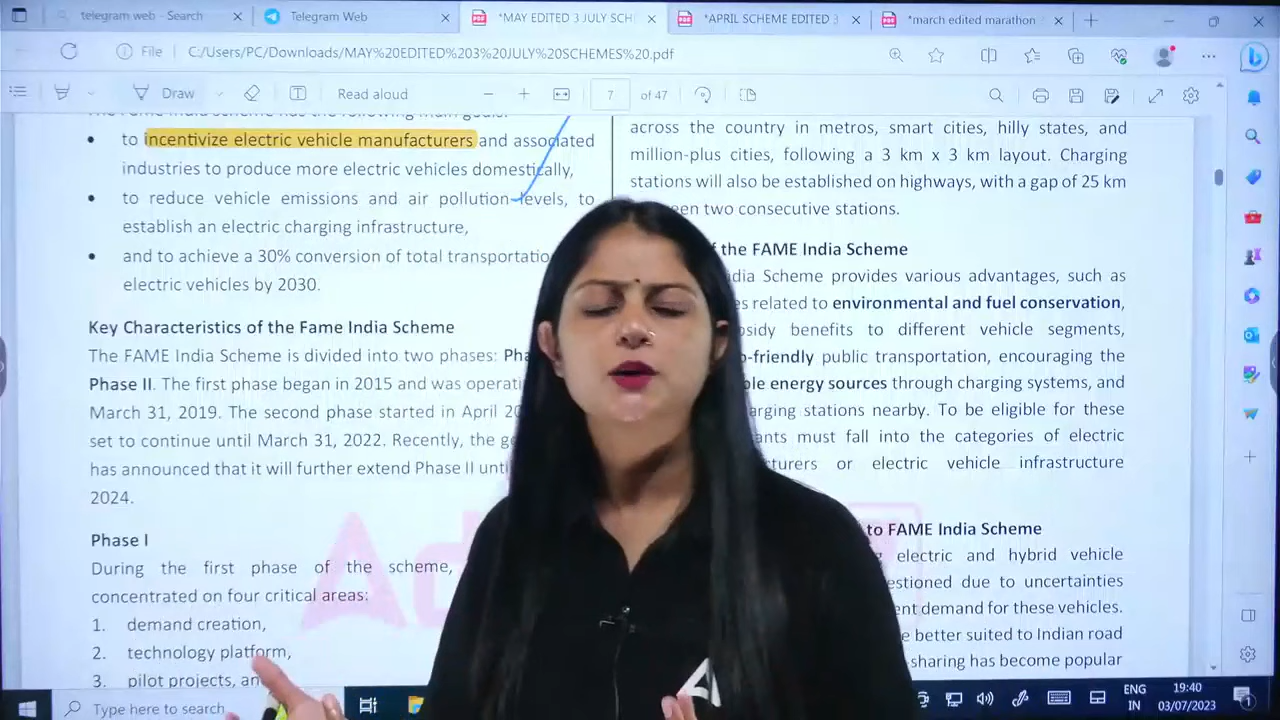 telegram web - Search
Telegram Web
*MAY EDITED 3 JULY SCH
*APRIL SCHEME EDITED 3
*march edited marathon
File
C:/Users/PC/Downloads/MAY%20EDITED%203%20JULY%20SCHEMES%20.pdf
Draw
Read aloud
7
of 47
to incentivize electric vehicle manufacturers and associated
industries to produce more electric vehicles domestically,
to reduce vehicle emissions and air pollution levels, to
establish an electric charging infrastructure,
and to achieve a 30% conversion of total transportatio
electric vehicles by 2030.
Key Characteristics of the Fame India Scheme
The FAME India Scheme is divided into two phases: Pha
Phase II. The first phase began in 2015 and was operati
March 31, 2019. The second phase started in April 20
set to continue until March 31, 2022. Recently, the go
has announced that it will further extend Phase II unti
2024.
Phase I
During the first phase of the scheme,
concentrated on four critical areas:
1. demand creation,
2. technology platform,
3. pilot projects, an
across the country in metros, smart cities, hilly states, and
million-plus cities, following a 3 km x 3 km layout. Charging
stations will also be established on highways, with a gap of 25 km
een two consecutive stations.
f the FAME India Scheme
ndia Scheme provides various advantages, such as
es related to environmental and fuel conservation,
bsidy benefits to different vehicle segments,
o-friendly public transportation, encouraging the
ble energy sources through charging systems, and
arging stations nearby. To be eligible for these
ants must fall into the categories of electric
cturers or electric vehicle infrastructure
to FAME India Scheme
g electric and hybrid vehicle
estioned due to uncertainties
ent demand for these vehicles.
e better suited to Indian road
sharing has become popular
Type here to search
ENG
IN
19:40
03/07/2023
1